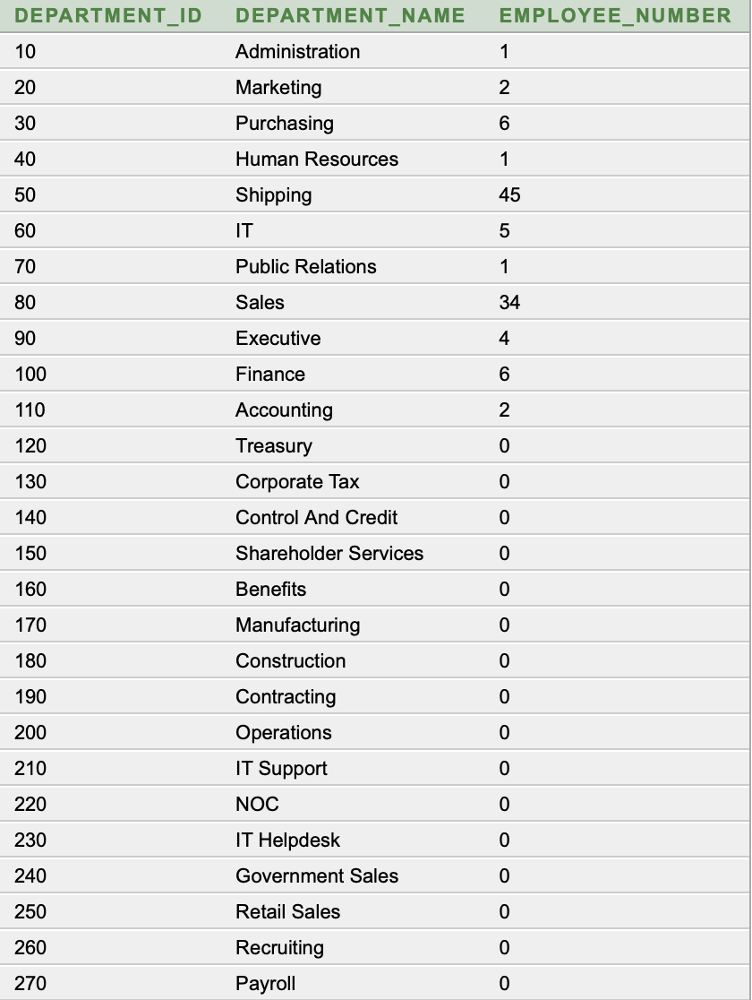 DEPARTMENT_ID DEPARTMENT_NAME EMPLOYEE_NUMBER
10 Administration 1
20 Marketing 2
30 Purchasing 6
40 Human Resources 1
50 Shipping 45
60 IT 5
70 Public Relations 1
80 Sales 34
90 Executive 4
100 Finance 6
110 Accounting 2
120 Treasury 0
130 Corporate Tax 0
140 Control And Credit 0
150 Shareholder Services 0
160 Benefits 0
170 Manufacturing 0
180 Construction 0
190 Contracting 0
200 Operations 0
210 IT Support 0
220 NOC 0
230 IT Helpdesk 0
240 Government Sales 0
250 Retail Sales 0
260 Recruiting 0
270 Payroll 0